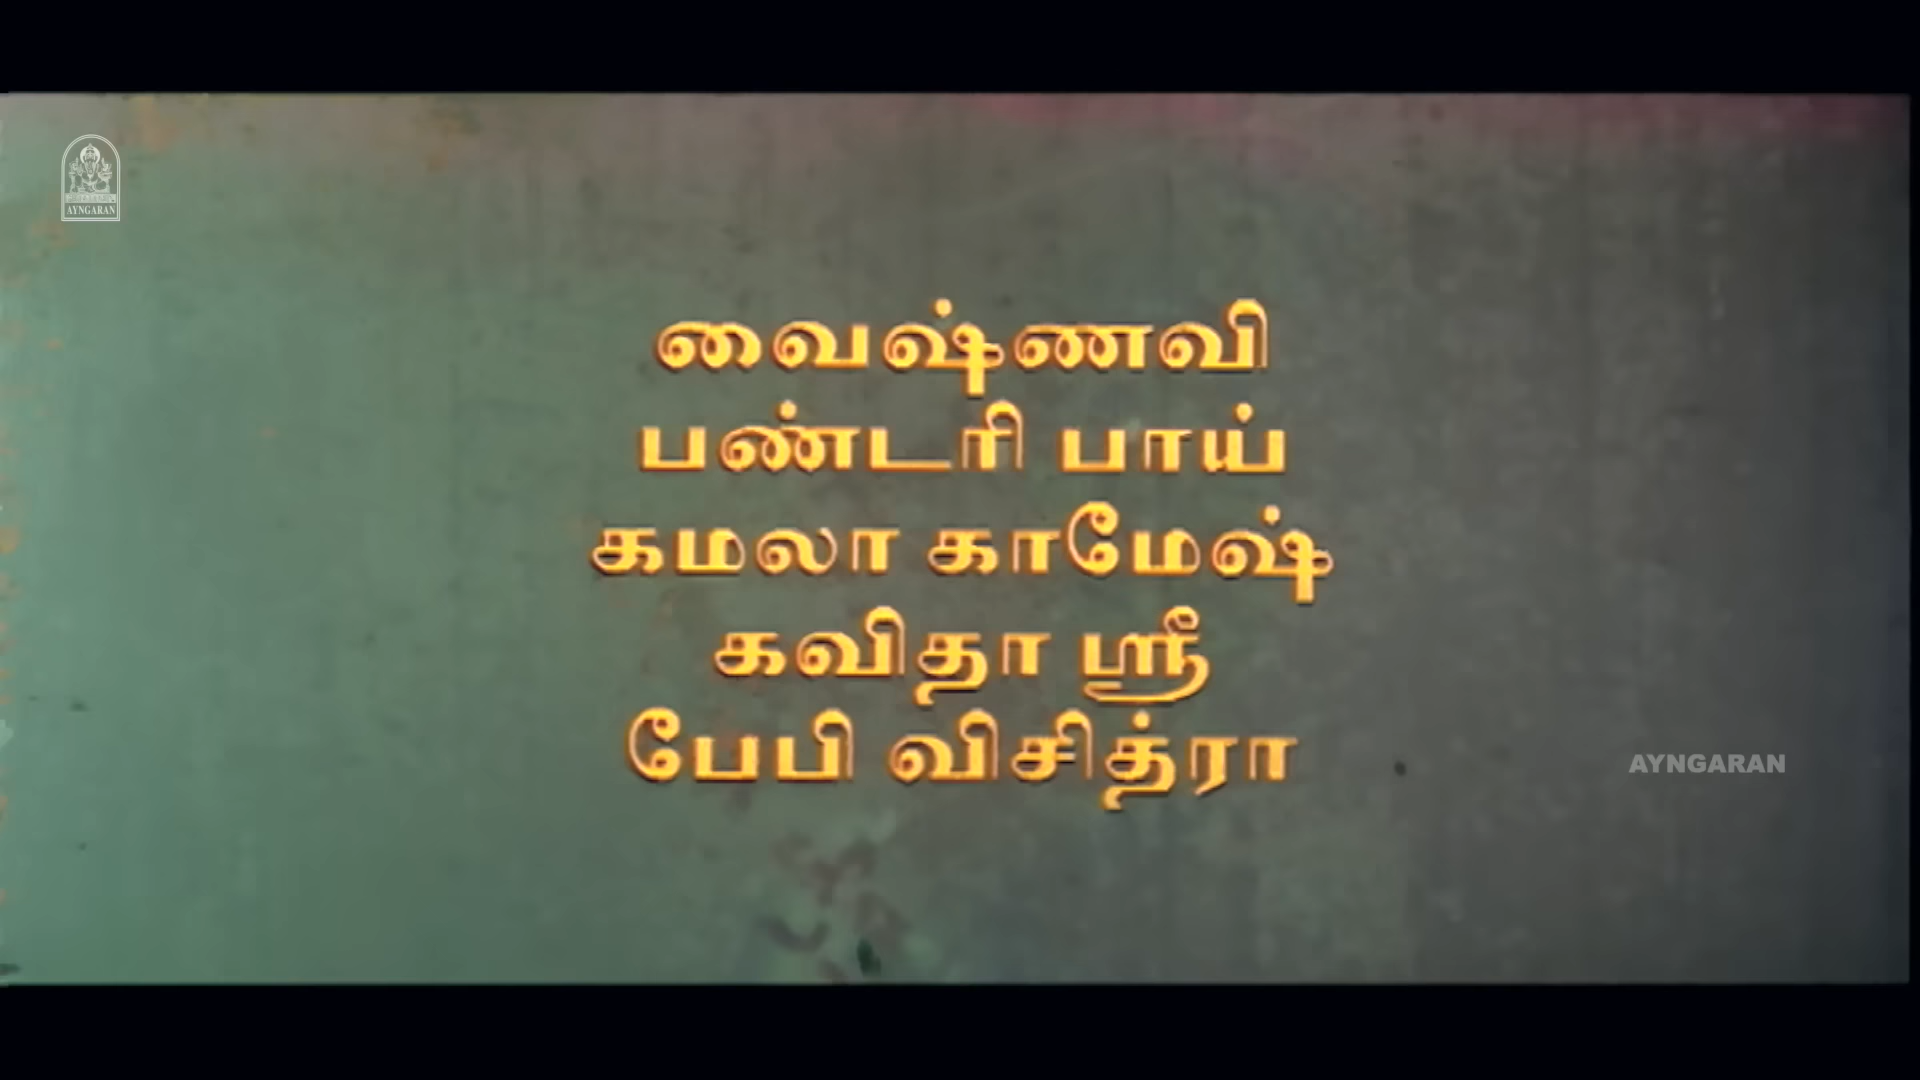 AYNGARAN
வைஷ்ணவி
பண்டரி பாய்
கமலா காமேஷ்
கவிதா ஸ்ரீ
பேபி விசித்ரா
AYNGARAN